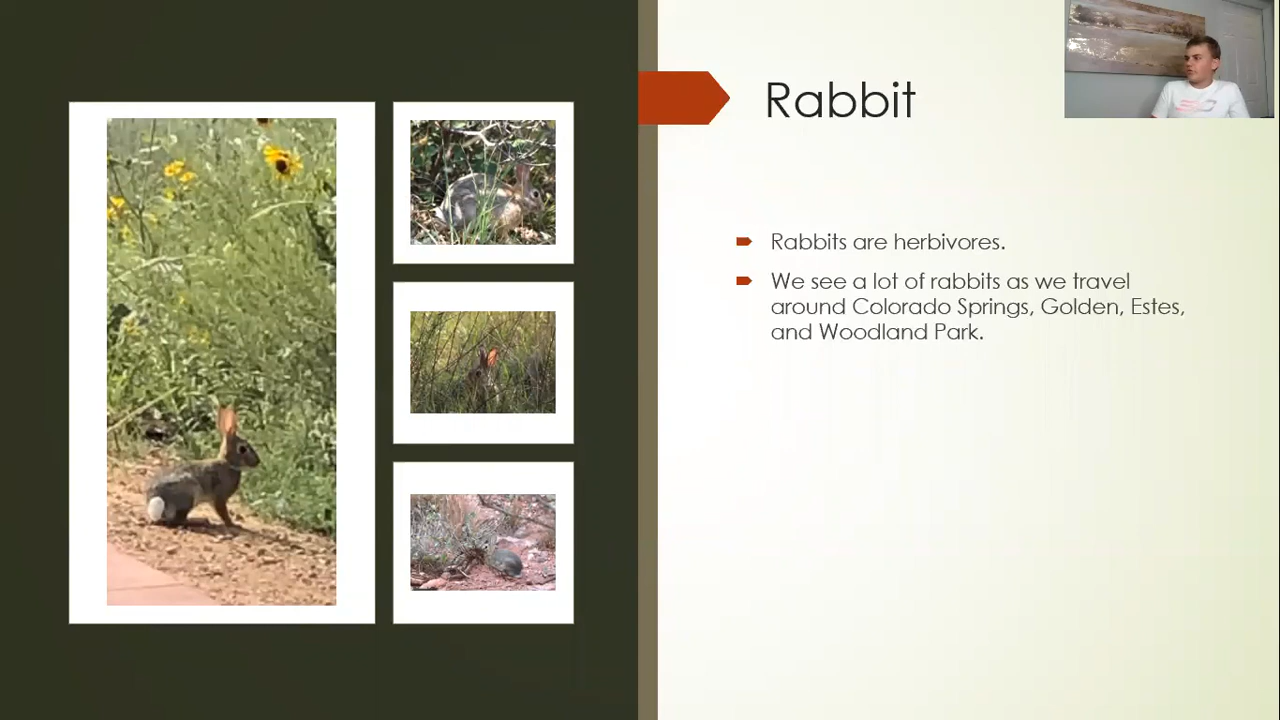 Rabbit
Rabbits are herbivores.
We see a lot of rabbits as we travel
around Colorado Springs, Golden, Estes,
and Woodland Park.